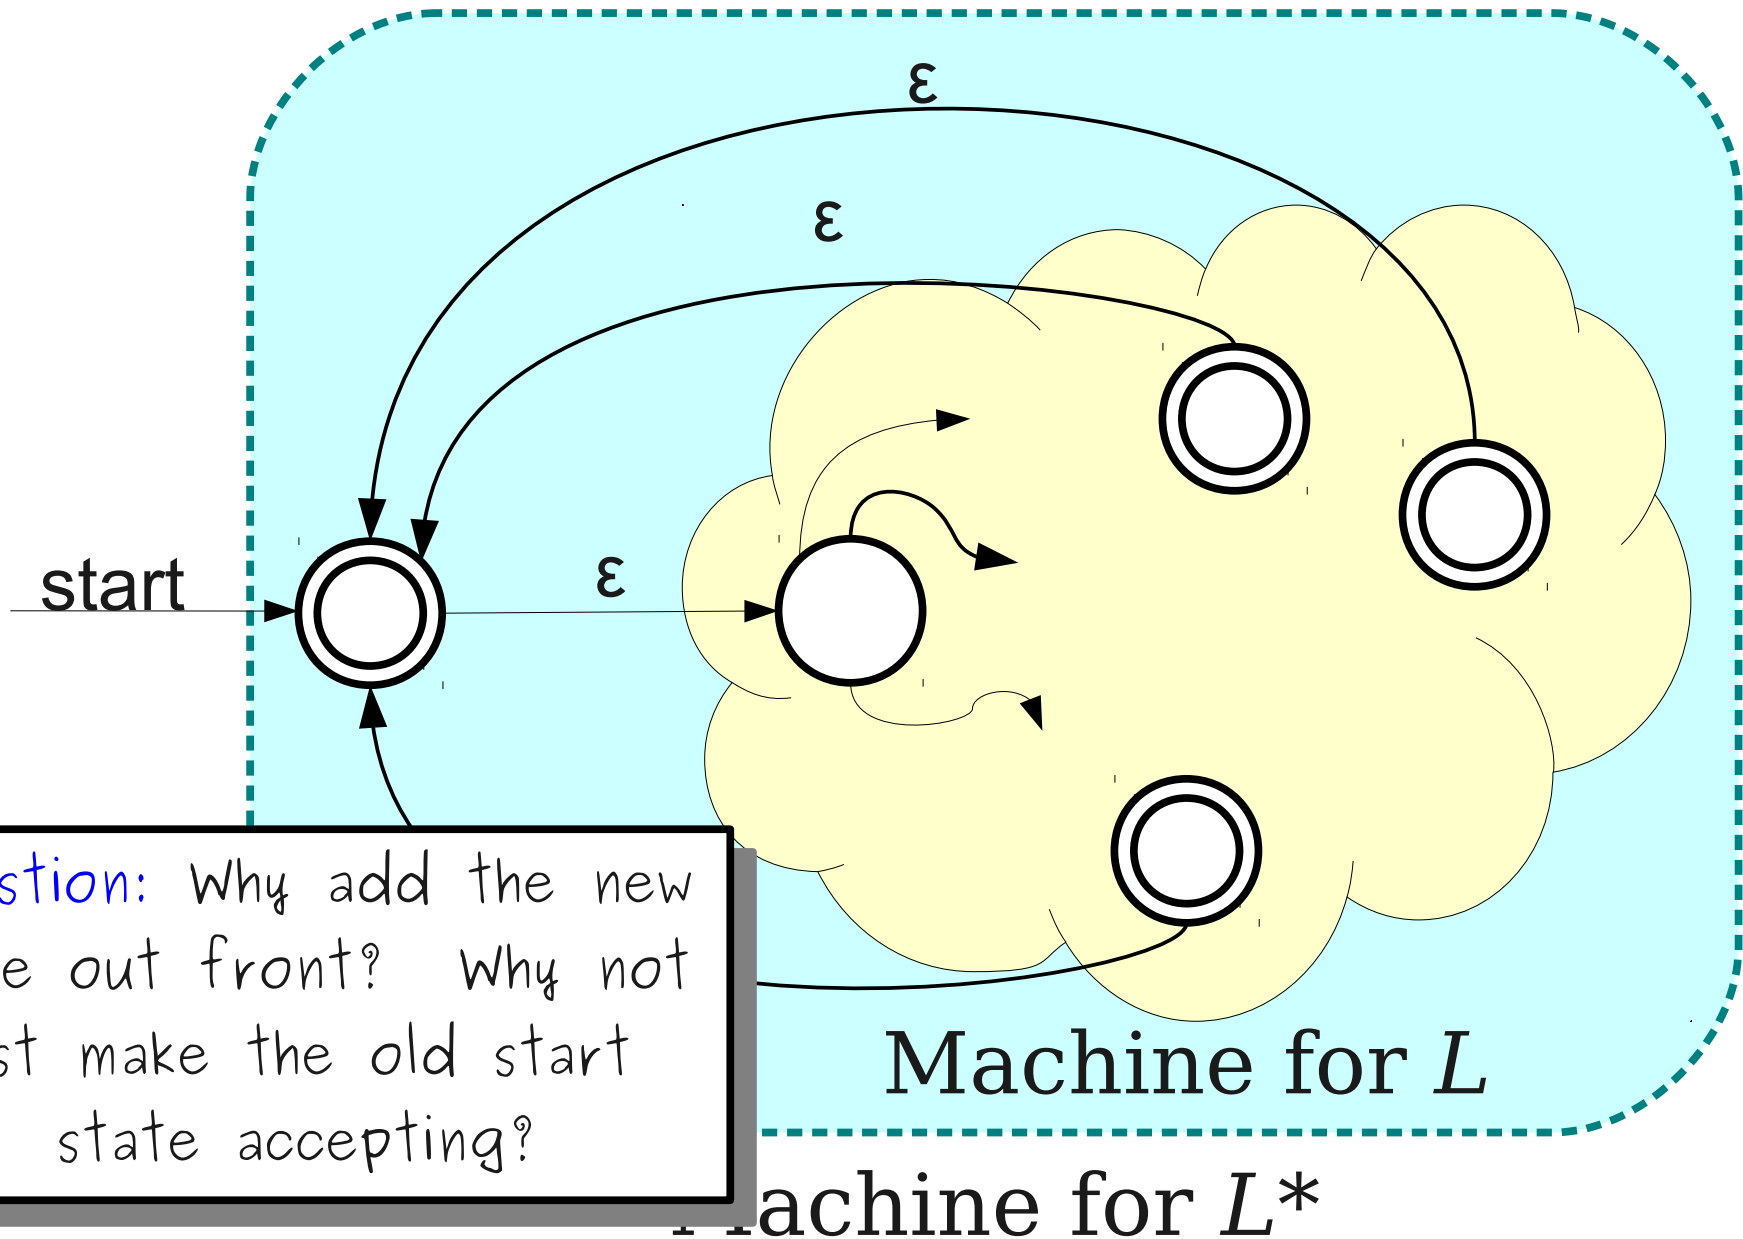 ε
ε
start
ε
stion: Why add the new
e out front? Why not
st make the old start
state accepting?
Machine for L
Machine for L*